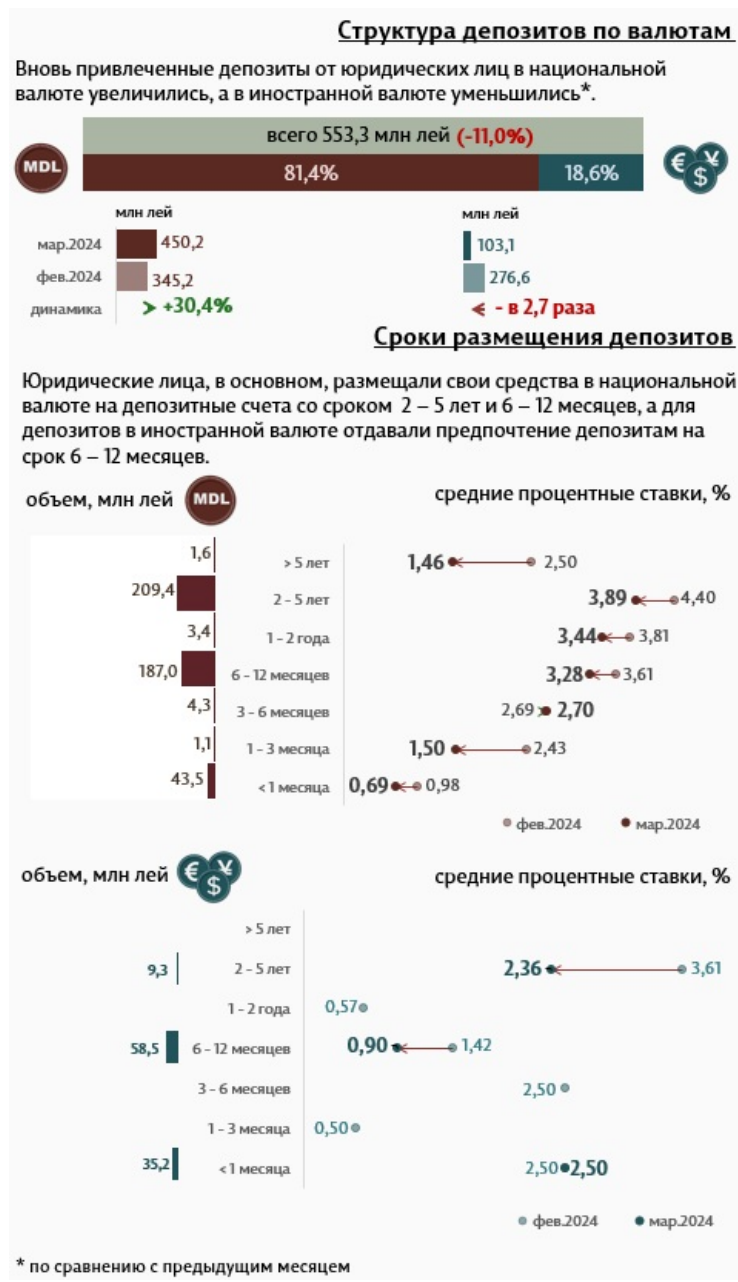 Структура депозитов по валютам
Вновь привлеченные депозиты от юридических лиц в национальной
валюте увеличились, а в иностранной валюте уменьшились*.
всего 553,3 млн лей (-11,0%)
MDL 81,4% 18,6% € ¥ $
млн лей млн лей
мар.2024 450,2 103,1
фев.2024 345,2 276,6
динамика > +30,4% < - в 2,7 раза
Сроки размещения депозитов
Юридические лица, в основном, размещали свои средства в национальной
валюте на депозитные счета со сроком 2 – 5 лет и 6 – 12 месяцев, а для
депозитов в иностранной валюте отдавали предпочтение депозитам на
срок 6 – 12 месяцев.
объем, млн лей MDL средние процентные ставки, %
1,6 > 5 лет 1,46 2,50
209,4 2 - 5 лет 3,89 4,40
3,4 1 - 2 года 3,44 3,81
187,0 6 - 12 месяцев 3,28 3,61
4,3 3 - 6 месяцев 2,69 2,70
1,1 1 - 3 месяца 1,50 2,43
43,5 < 1 месяца 0,69 0,98
фев.2024 мар.2024
объем, млн лей € ¥ $ средние процентные ставки, %
> 5 лет
9,3 2 - 5 лет 2,36 3,61
1 - 2 года 0,57
58,5 6 - 12 месяцев 0,90 1,42
3 - 6 месяцев 2,50
1 - 3 месяца 0,50
35,2 < 1 месяца 2,50 2,50
фев.2024 мар.2024
* по сравнению с предыдущим месяцем